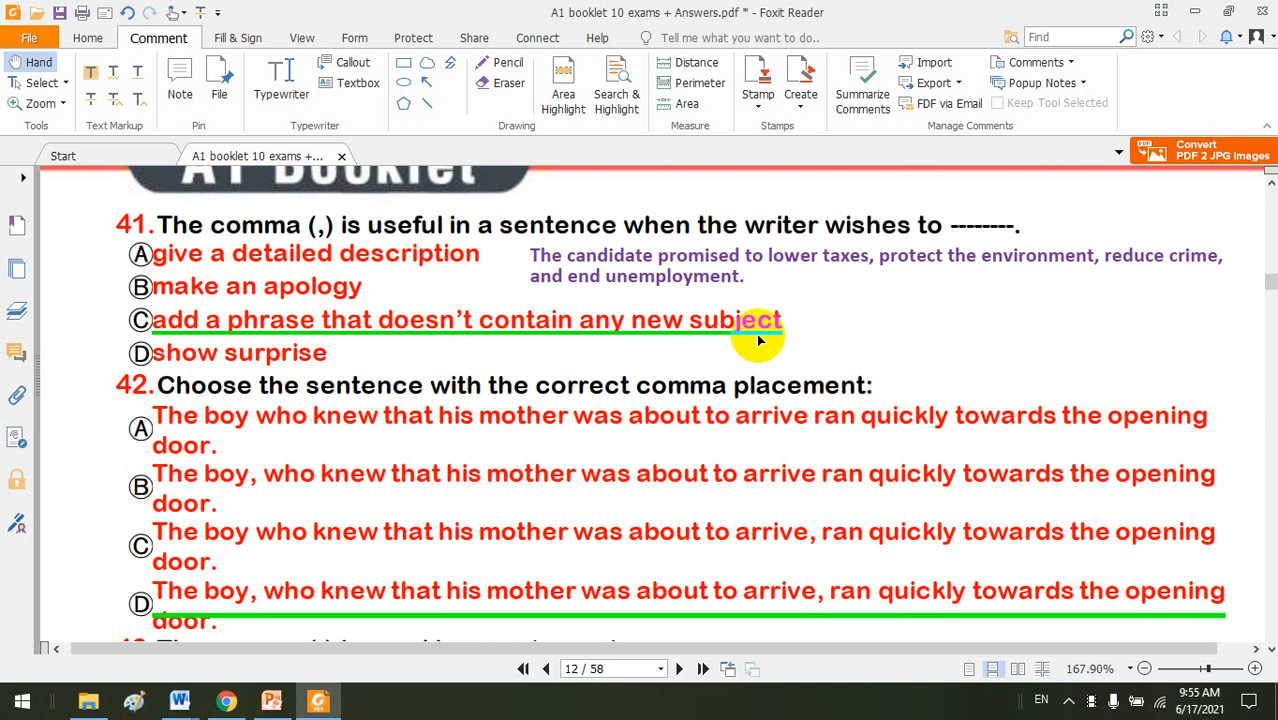 A1 booklet 10 exams + Answers.pdf * - Foxit Reader
File Home Comment Fill & Sign View Form Protect Share Connect Help Tell me what you want to do.. Find
Hand
Select
Zoom
Tools
Text Markup
Note
File
Pin
Typewriter
Callout
Textbox
Typewriter
Pencil
Eraser
Area Highlight
Search & Highlight
Drawing
Distance
Perimeter
Area
Measure
Stamp
Create
Stamps
Summarize Comments
Import
Export
FDF via Email
Comments
Popup Notes
Keep Tool Selected
Manage Comments
Start
A1 booklet 10 exams +...
Convert
PDF 2 JPG Images
A1 Booklet
41. The comma (,) is useful in a sentence when the writer wishes to --------.
A give a detailed description
The candidate promised to lower taxes, protect the environment, reduce crime,
and end unemployment.
B make an apology
C add a phrase that doesn't contain any new subject
D show surprise
42. Choose the sentence with the correct comma placement:
A The boy who knew that his mother was about to arrive ran quickly towards the opening
door.
B The boy, who knew that his mother was about to arrive ran quickly towards the opening
door.
C The boy who knew that his mother was about to arrive, ran quickly towards the opening
door.
D The boy, who knew that his mother was about to arrive, ran quickly towards the opening
door.
12 / 58
167.90%
EN
9:55 AM
6/17/2021